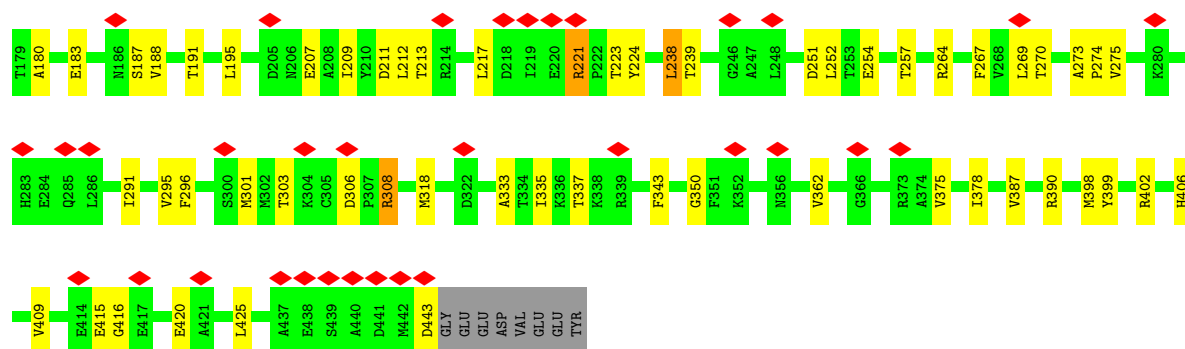 T179 A180 E183 N186 S187 V188 T191 L195 D205 N206 E207 A208 I209 Y210 D211 L212 T213 R214 L217 D218 I219 E220 R221 P222 T223 Y224 L238 T239 G246 A247 L248 D251 L252 T253 E254 T257 R264 F267 V268 L269 T270 A273 P274 V275 K280
H283 E284 Q285 L286 I291 V295 F296 S300 M301 M302 T303 K304 C305 D306 P307 R308 M318 D322 A333 T334 I335 K336 T337 K338 R339 F343 G350 F351 K352 N356 V362 G366 R373 A374 V375 I378 V387 R390 M398 Y399 R402 H406
V409 E414 E415 G416 E417 E420 A421 L425 A437 E438 S439 A440 D441 M442 D443 GLY GLU GLU ASP VAL GLU GLU TYR